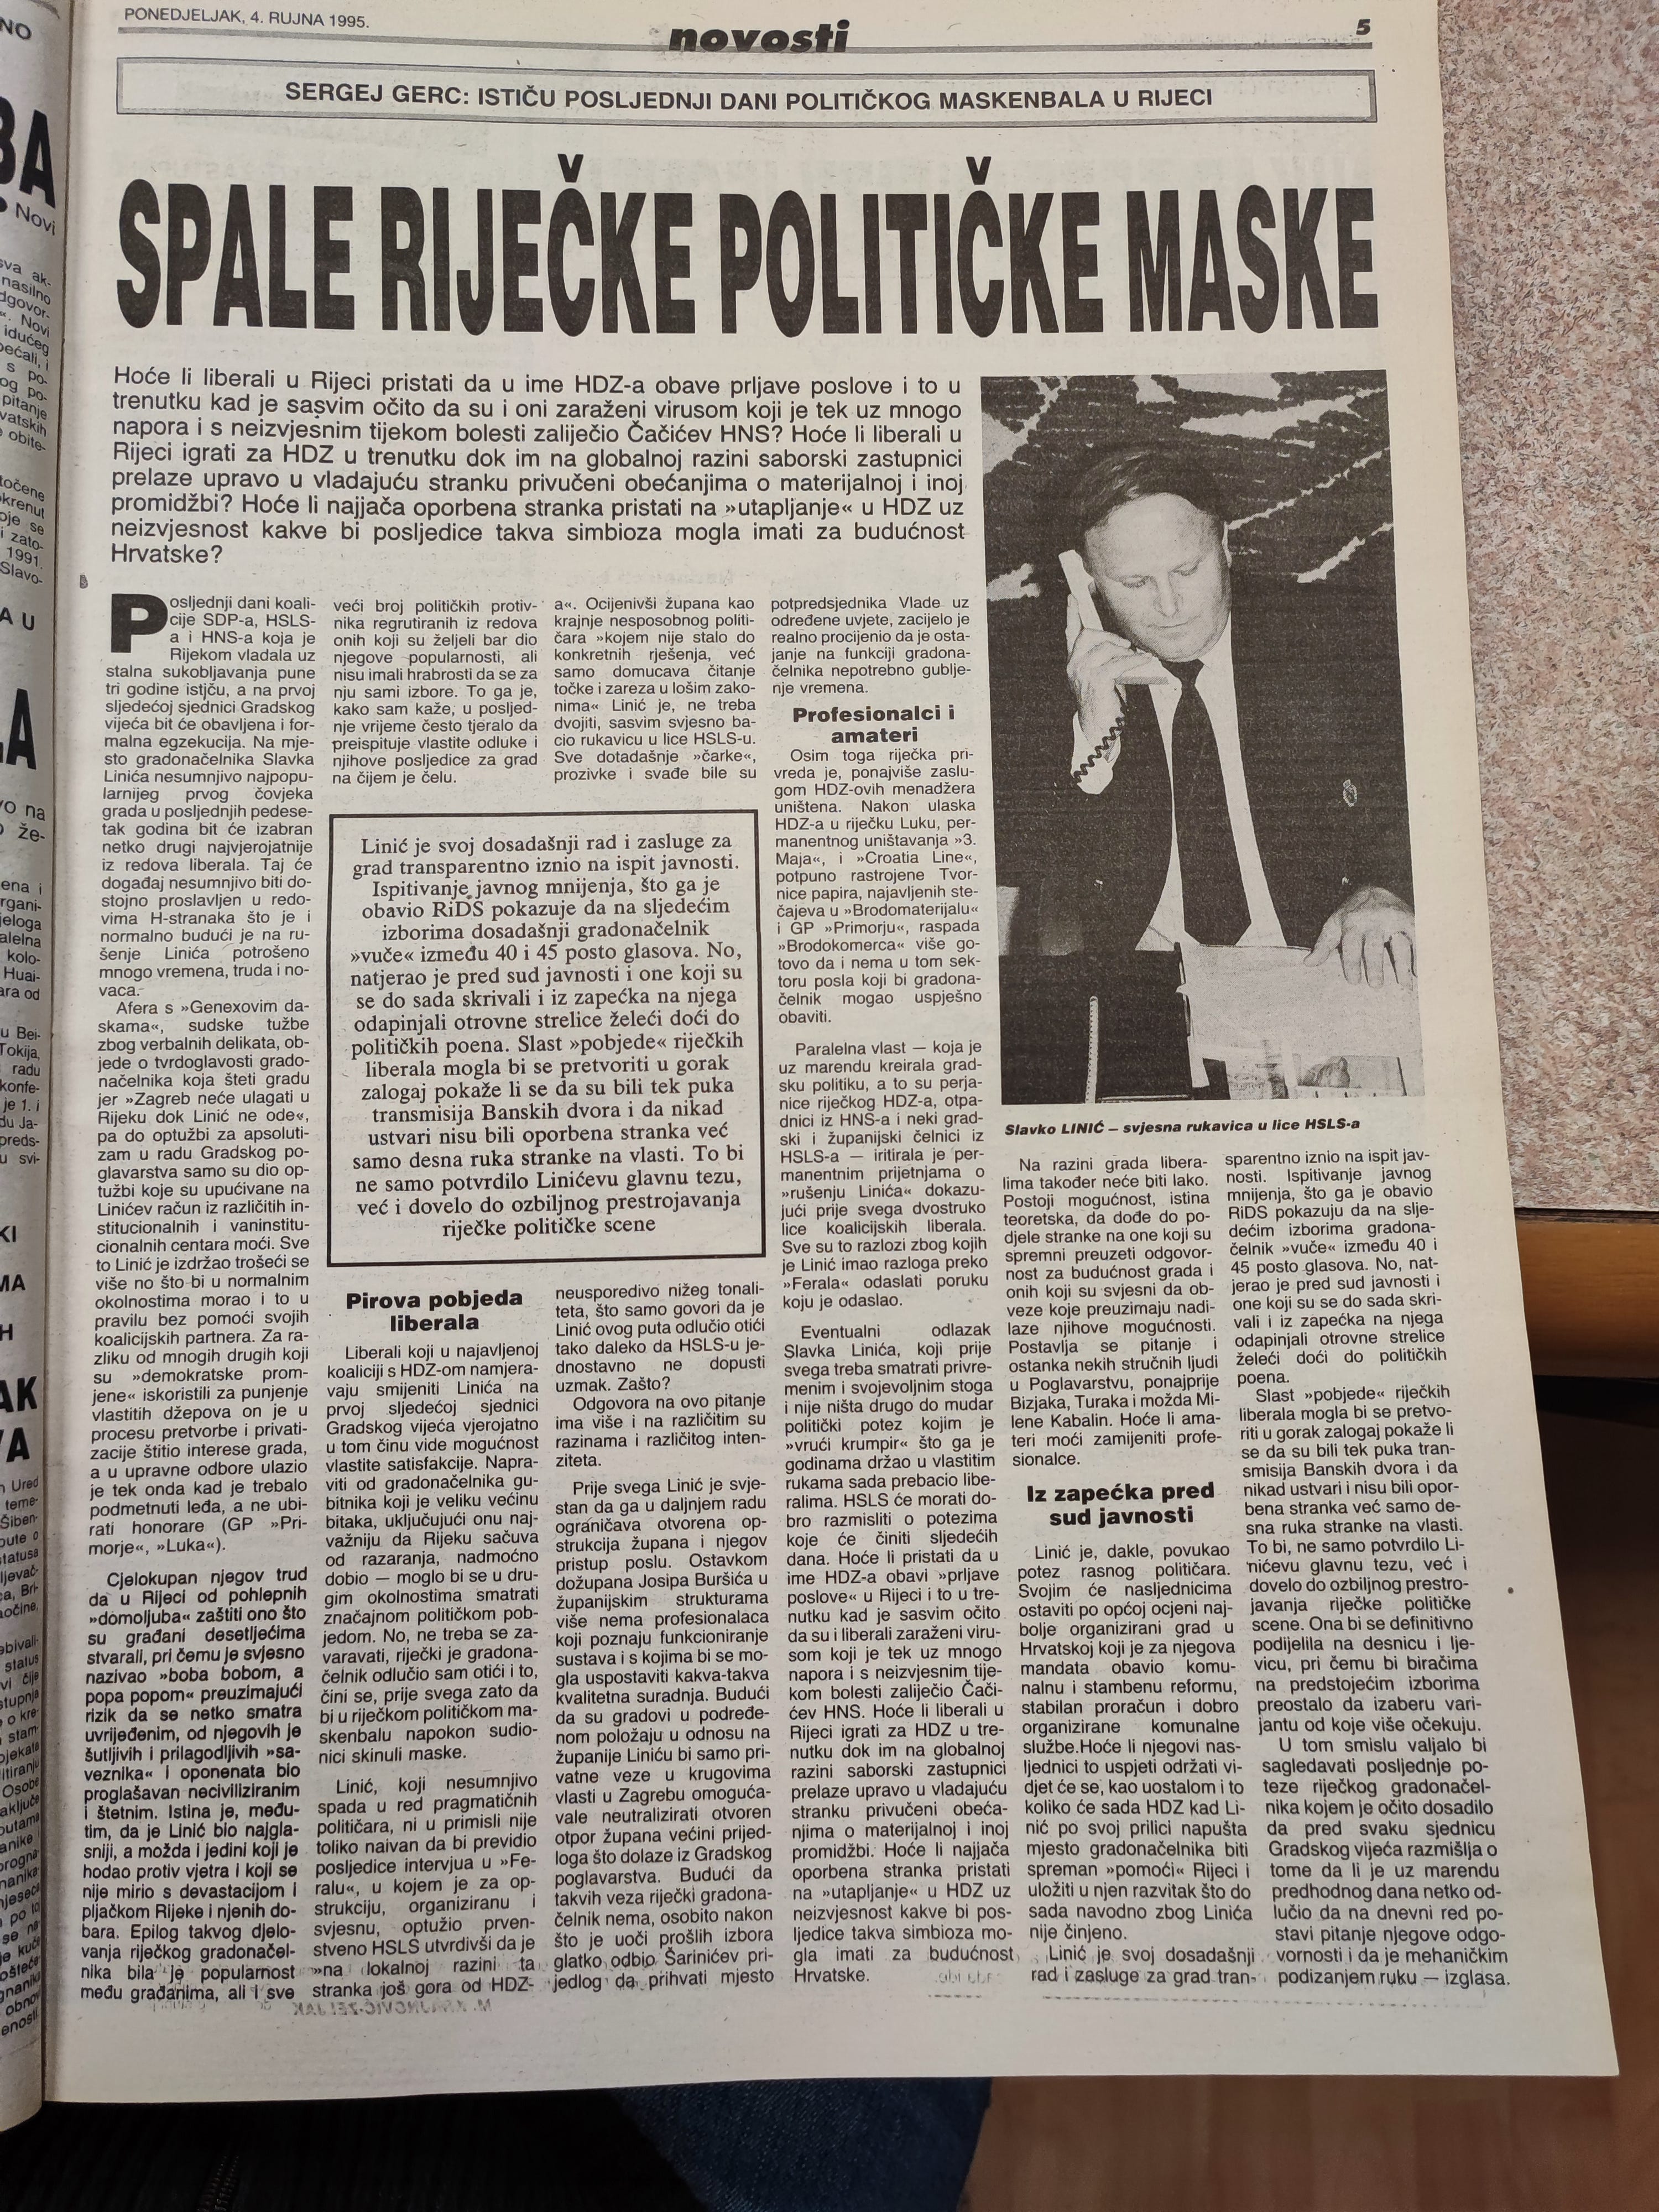 PONEDJELJAK, 4. RUJNA 1995.
novosti
5
SERGEJ GERC: ISTIČU POSLJEDNJI DANI POLITIČKOG MASKENBALA U RIJECI
SPALE RIJEČKE POLITIČKE MASKE
Hoće li liberali u Rijeci pristati da u ime HDZ-a obave prljave poslove i to u
trenutku kad je sasvim očito da su i oni zaraženi virusom koji je tek uz mnogo
napora i s neizvjesnim tijekom bolesti zaliječio Čačićev HNS? Hoće li liberali u
Rijeci igrati za HDZ u trenutku dok im na globalnoj razini saborski zastupnici
prelaze upravo u vladajuću stranku privučeni obećanjima o materijalnoj i inoj
promidžbi? Hoće li najjača oporbena stranka pristati na »utapljanje« u HDZ uz
neizvjesnost kakve bi posljedice takva simbioza mogla imati za budućnost
Hrvatske?
Posljednji dani koali-
cije SDP-a, HSLS-
a i HNS-a koja je
Rijekom vladala uz
stalna sukobljavanja pune
tri godine istječu, a na prvoj
sljedećoj sjednici Gradskog
vijeća bit će obavljena i for-
malna egzekucija. Na mje-
sto gradonačelnika Slavka
Linića nesumnjivo najpopu-
larnijeg prvog čovjeka
grada u posljednjih pedese-
tak godina bit će izabran
netko drugi najvjerojatnije
iz redova liberala. Taj će
događaj nesumnjivo biti do-
stojno proslavljen u redo-
vima H-stranaka što je i
normalno budući je na ru-
šenje Linića potrošeno
mnogo vremena, truda i no-
vaca.
Afera s »Genexovim da-
skama«, sudske tužbe
zbog verbalnih delikata, ob-
jede o tvrdoglavosti grado-
načelnika koja šteti gradu
jer »Zagreb neće ulagati u
Rijeku dok Linić ne ode«,
pa do optužbi za apsoluti-
zam u radu Gradskog po-
glavarstva samo su dio op-
tužbi koje su upućivane na
Linićev račun iz različitih in-
stitucionalnih i vaninstitu-
cionalnih centara moći. Sve
to Linić je izdržao trošeći se
više no što bi u normalnim
okolnostima morao i to u
pravilu bez pomoći svojih
koalicijskih partnera. Za ra-
zliku od mnogih drugih koji
su »demokratske prom-
jene« iskoristili za punjenje
vlastitih džepova on je u
procesu pretvorbe i privati-
zacije štitio interese grada,
a u upravne odbore ulazio
je tek onda kad je trebalo
podmetnuti leđa, a ne ubi-
rati honorare (GP »Pri-
morje«, »Luka«).
Cjelokupan njegov trud
da u Rijeci od pohlepnih
»domoljuba« zaštiti ono što
su građani desetljećima
stvarali, pri čemu je svjesno
nazivao »boba bobom, a
popa popom« preuzimajući
rizik da se netko smatra
uvrijeđenim, od njegovih je
šutljivih i prilagodljivih »sa-
veznika« i oponenata bio
proglašavan neciviliziranim
i štetnim. Istina je, među-
tim, da je Linić bio najgla-
sniji, a možda i jedini koji je
hodao protiv vjetra i koji se
nije mirio s devastacijom i
pljačkom Rijeke i njenih do-
bara. Epilog takvog djelo-
vanja riječkog gradonačel-
nika bila je popularnost
među građanima, ali i sve
veći broj političkih protiv-
nika regrutiranih iz redova
onih koji su željeli bar dio
njegove popularnosti, ali
nisu imali hrabrosti da se za
nju sami izbore. To ga je,
kako sam kaže, u posljed-
nje vrijeme često tjeralo da
preispituje vlastite odluke i
njihove posljedice za grad
na čijem je čelu.
Linić je svoj dosadašnji rad i zasluge za
grad transparentno iznio na ispit javnosti.
Ispitivanje javnog mnijenja, što ga je
obavio RiDS pokazuje da na sljedećim
izborima dosadašnji gradonačelnik
»vuče« između 40 i 45 posto glasova. No,
natjerao je pred sud javnosti i one koji su
se do sada skrivali i iz zapećka na njega
odapinjali otrovne strelice želeći doći do
političkih poena. Slast »pobjede« riječkih
liberala mogla bi se pretvoriti u gorak
zalogaj pokaže li se da su bili tek puka
transmisija Banskih dvora i da nikad
ustvari nisu bili oporbena stranka već
samo desna ruka stranke na vlasti. To bi
ne samo potvrdilo Linićevu glavnu tezu,
već i dovelo do ozbiljnog prestrojavanja
riječke političke scene
Pirova pobjeda
liberala
Liberali koji u najavljenoj
koaliciji s HDZ-om namjera-
vaju smijeniti Linića na
prvoj sljedećoj sjednici
Gradskog vijeća vjerojatno
u tom činu vide mogućnost
vlastite satisfakcije. Napra-
viti od gradonačelnika gu-
bitnika koji je veliku većinu
bitaka, uključujući onu naj-
važniju da Rijeku sačuva
od razaranja, nadmoćno
dobio — moglo bi se u dru-
gim okolnostima smatrati
značajnom političkom pob-
jedom. No, ne treba se za-
varavati, riječki je gradona-
čelnik odlučio sam otići i to,
čini se, prije svega zato da
bi u riječkom političkom ma-
skenbalu napokon sudio-
nici skinuli maske.
Linić, koji nesumnjivo
spada u red pragmatičnih
političara, ni u primisli nije
toliko naivan da bi previdio
posljedice intervjua u »Fe-
ralu«, u kojem je za op-
strukciju, organiziranu i
svjesnu, optužio prven-
stveno HSLS utvrdivši da je
»na lokalnoj razini ta
stranka još gora od HDZ-
a«. Ocijenivši župana kao
krajnje nesposobnog politi-
čara »kojem nije stalo do
konkretnih rješenja, već
samo domucava čitanje
točke i zareza u lošim zako-
nima« Linić je, ne treba
dvojiti, sasvim svjesno ba-
cio rukavicu u lice HSLS-u.
Sve dotadašnje »čarke«,
prozivke i svađe bile su
neusporedivo nižeg tonali-
teta, što samo govori da je
Linić ovog puta odlučio otići
tako daleko da HSLS-u je-
dnostavno ne dopusti
uzmak. Zašto?
Odgovora na ovo pitanje
ima više i na različitim su
razinama i različitog inten-
ziteta.
Prije svega Linić je svje-
stan da ga u daljnjem radu
ograničava otvorena op-
strukcija župana i njegov
pristup poslu. Ostavkom
dožupana Josipa Buršića u
županijskim strukturama
više nema profesionalaca
koji poznaju funkcioniranje
sustava i s kojima bi se mo-
gla uspostaviti kakva-takva
kvalitetna suradnja. Budući
da su gradovi u podređe-
nom položaju u odnosu na
županije Liniću bi samo pri-
vatne veze u krugovima
vlasti u Zagrebu omoguća-
vale neutralizirati otvoren
otpor župana većini prijed-
loga što dolaze iz Gradskog
poglavarstva. Budući da
takvih veza riječki gradona-
čelnik nema, osobito nakon
što je uoči prošlih izbora
glatko odbio Šarinićev pri-
jedlog da prihvati mjesto
potpredsjednika Vlade uz
određene uvjete, zacijelo je
realno procijenio da je osta-
janje na funkciji gradona-
čelnika nepotrebno gublje-
nje vremena.
Profesionalci i
amateri
Osim toga riječka pri-
vreda je, ponajviše zaslu-
gom HDZ-ovih menadžera
uništena. Nakon ulaska
HDZ-a u riječku Luku, per-
manentnog uništavanja »3.
Maja«, i »Croatia Line«,
potpuno rastrojene Tvor-
nice papira, najavljenih ste-
čajeva u »Brodomaterijalu«
i GP »Primorju«, raspada
»Brodokomerca« više go-
tovo da i nema u tom sek-
toru posla koji bi gradona-
čelnik mogao uspješno
obaviti.
Paralelna vlast — koja je
uz marendu kreirala grad-
sku politiku, a to su perja-
nice riječkog HDZ-a, otpa-
dnici iz HNS-a i neki grad-
ski i županijski čelnici iz
HSLS-a — iritirala je per-
manentnim prijetnjama o
»rušenju Linića« dokazu-
jući prije svega dvostruko
lice koalicijskih liberala.
Sve su to razlozi zbog kojih
je Linić imao razloga preko
»Ferala« odaslati poruku
koju je odaslao.
Eventualni odlazak
Slavka Linića, koji prije
svega treba smatrati privre-
menim i svojevoljnim stoga
i nije ništa drugo do mudar
politički potez kojim je
»vrući krumpir« što ga je
godinama držao u vlastitim
rukama sada prebacio libe-
ralima. HSLS će morati do-
bro razmisliti o potezima
koje će činiti sljedećih
dana. Hoće li pristati da u
ime HDZ-a obavi »prljave
poslove« u Rijeci i to u tre-
nutku kad je sasvim očito
da su i liberali zaraženi viru-
som koji je tek uz mnogo
napora i s neizvjesnim tije-
kom bolesti zaliječio Čači-
ćev HNS. Hoće li liberali u
Rijeci igrati za HDZ u tre-
nutku dok im na globalnoj
razini saborski zastupnici
prelaze upravo u vladajuću
stranku privučeni obeća-
njima o materijalnoj i inoj
promidžbi. Hoće li najjača
oporbena stranka pristati
na »utapljanje« u HDZ uz
neizvjesnost kakve bi pos-
ljedice takva simbioza mo-
gla imati za budućnost
Hrvatske.
Slavko LINIĆ – svjesna rukavica u lice HSLS-a
Na razini grada libera-
lima također neće biti lako.
Postoji mogućnost, istina
teoretska, da dođe do po-
djele stranke na one koji su
spremni preuzeti odgovor-
nost za budućnost grada i
onih koji su svjesni da ob-
veze koje preuzimaju nadi-
laze njihove mogućnosti.
Postavlja se pitanje i
ostanka nekih stručnih ljudi
u Poglavarstvu, ponajprije
Bizjaka, Turaka i možda Mi-
lene Kabalin. Hoće li ama-
teri moći zamijeniti profe-
sionalce.
Iz zapećka pred
sud javnosti
Linić je, dakle, povukao
potez rasnog političara.
Svojim će nasljednicima
ostaviti po općoj ocjeni naj-
bolje organizirani grad u
Hrvatskoj koji je za njegova
mandata obavio komu-
nalnu i stambenu reformu,
stabilan proračun i dobro
organizirane komunalne
službe.Hoće li njegovi nas-
ljednici to uspjeti održati vi-
djet će se, kao uostalom i to
koliko će sada HDZ kad Li-
nić po svoj prilici napušta
mjesto gradonačelnika biti
spreman »pomoći« Rijeci i
uložiti u njen razvitak što do
sada navodno zbog Linića
nije činjeno.
Linić je svoj dosadašnji
rad i zasluge za grad tran-
sparentno iznio na ispit jav-
nosti. Ispitivanje javnog
mnijenja, što ga je obavio
RiDS pokazuju da na slje-
dećim izborima gradona-
čelnik »vuče« između 40 i
45 posto glasova. No, nat-
jerao je pred sud javnosti i
one koji su se do sada skri-
vali i iz zapećka na njega
odapinjali otrovne strelice
želeći doći do političkih
poena.
Slast »pobjede« riječkih
liberala mogla bi se pretvo-
riti u gorak zalogaj pokaže li
se da su bili tek puka tran-
smisija Banskih dvora i da
nikad ustvari i nisu bili opor-
bena stranka već samo de-
sna ruka stranke na vlasti.
To bi, ne samo potvrdilo Li-
nićevu glavnu tezu, već i
dovelo do ozbiljnog prestro-
javanja riječke političke
scene. Ona bi se definitivno
podijelila na desnicu i lje-
vicu, pri čemu bi biračima
na predstojećim izborima
preostalo da izaberu vari-
jantu od koje više očekuju.
U tom smislu valjalo bi
sagledavati posljednje po-
teze riječkog gradonačel-
nika kojem je očito dosadilo
da pred svaku sjednicu
Gradskog vijeća razmišlja o
tome da li je uz marendu
predhodnog dana netko od-
lučio da na dnevni red po-
stavi pitanje njegove odgo-
vornosti i da je mehaničkim
podizanjem ruku — izglasa.